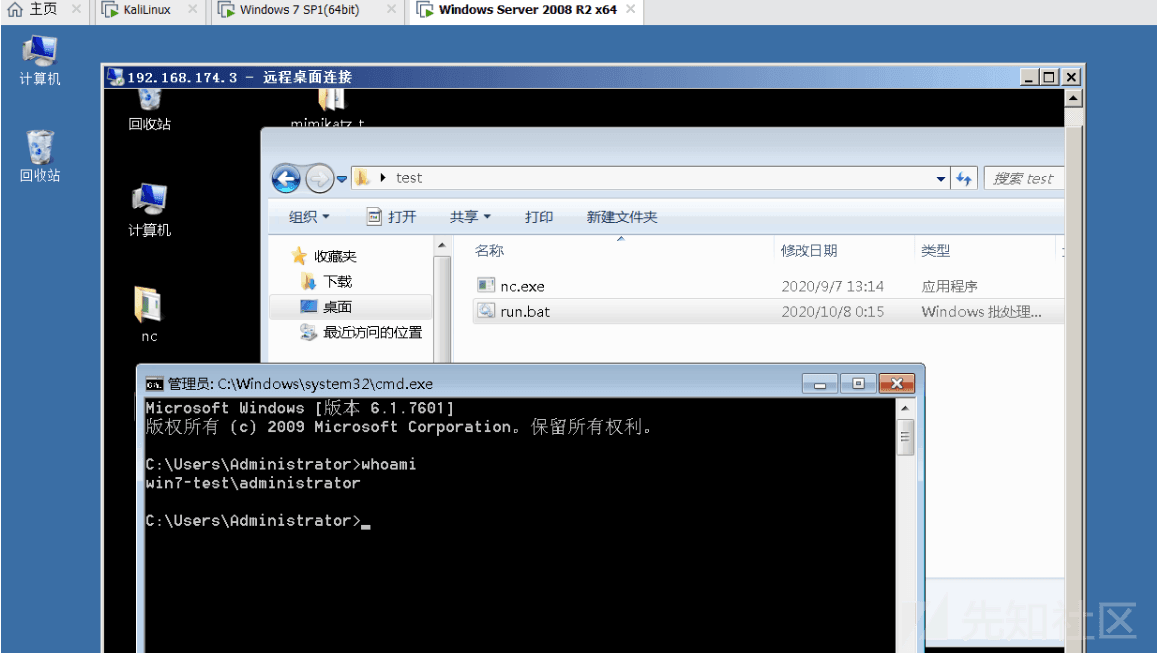 主页 KaliLinux Windows 7 SP1(64bit) Windows Server 2008 R2 x64
计算机
回收站
192.168.174.3 - 远程桌面连接
回收站
mimikatz_t
计算机
nc
test
搜索 test
组织 打开 共享 打印 新建文件夹
收藏夹
下载
桌面
最近访问的位置
名称 修改日期 类型
nc.exe 2020/9/7 13:14 应用程序
run.bat 2020/10/8 0:15 Windows 批处理...
管理员: C:\Windows\system32\cmd.exe
Microsoft Windows [版本 6.1.7601]
版权所有 (c) 2009 Microsoft Corporation。保留所有权利。
C:\Users\Administrator>whoami
win7-test\administrator
C:\Users\Administrator>_
先知社区